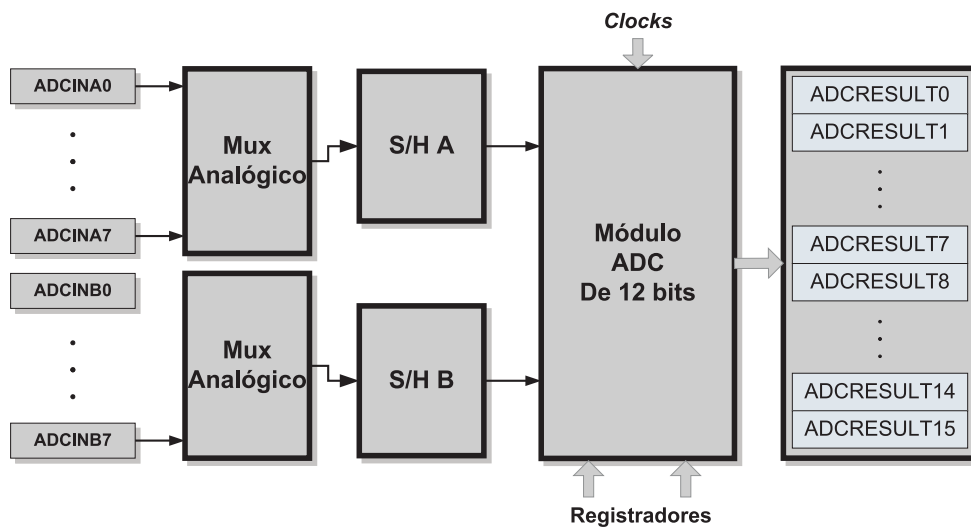 Clocks
ADCINA0
ADCINA7
ADCINB0
ADCINB7
Mux
Analógico
Mux
Analógico
S/H A
S/H B
Módulo
ADC
De 12 bits
ADCRESULT0
ADCRESULT1
ADCRESULT7
ADCRESULT8
ADCRESULT14
ADCRESULT15
Registradores